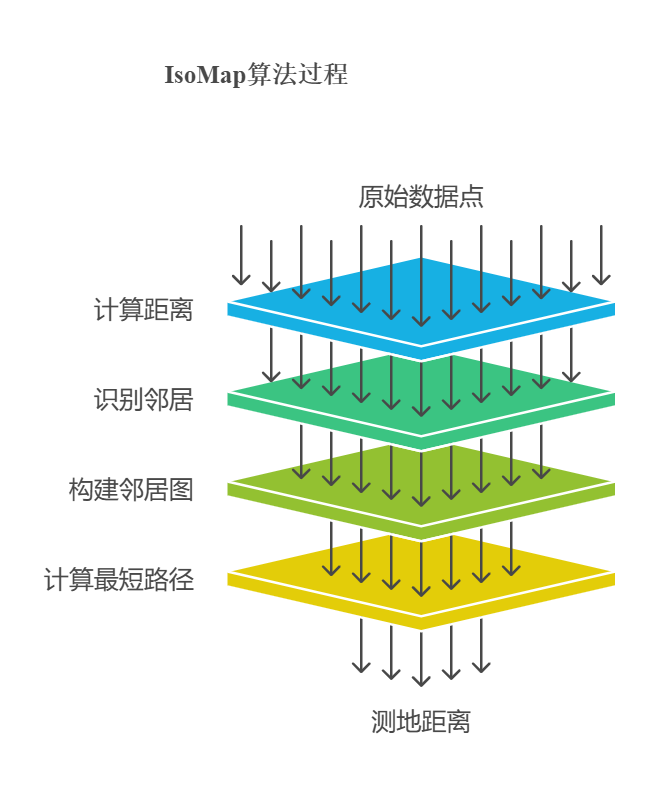 IsoMap算法过程
原始数据点
计算距离
识别邻居
构建邻居图
计算最短路径
测地距离